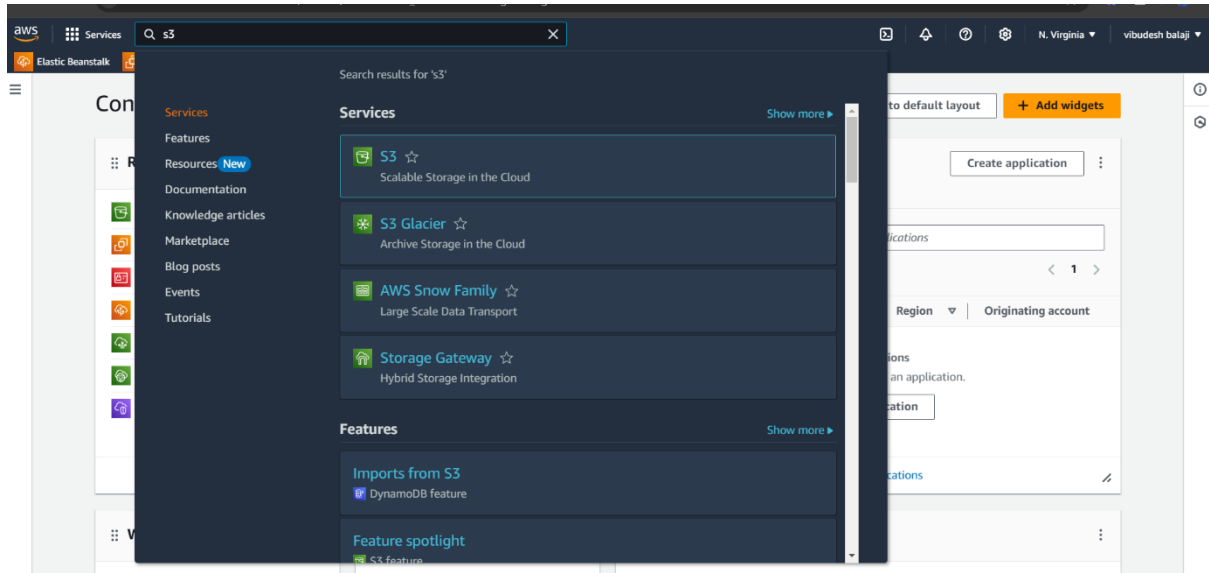 aws
Services
s3
N. Virginia
vibudesh balaji
Elastic Beanstalk
Search results for 's3'
Con
Services
Features
Resources New
Documentation
Knowledge articles
Marketplace
Blog posts
Events
Tutorials
Services
Show more
S3
Scalable Storage in the Cloud
S3 Glacier
Archive Storage in the Cloud
AWS Snow Family
Large Scale Data Transport
Storage Gateway
Hybrid Storage Integration
Features
Show more
Imports from S3
DynamoDB feature
Feature spotlight
S3 feature
to default layout
+ Add widgets
R
Create application
lications
1
Region
Originating account
ions
an application.
cation
cations
W